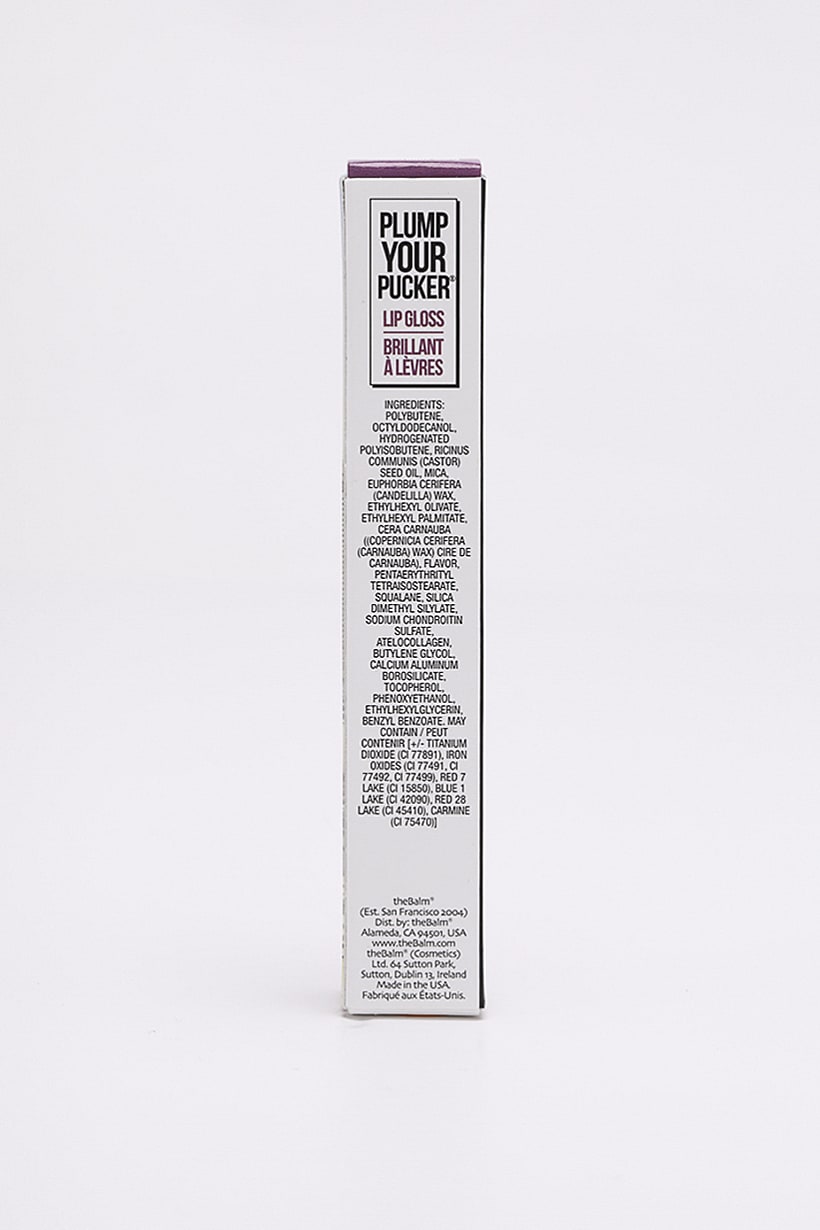 PLUMP
YOUR
PUCKER®
LIP GLOSS
BRILLANT
À LÈVRES
INGREDIENTS:
POLYBUTENE,
OCTYLDODECANOL,
HYDROGENATED
POLYISOBUTENE, RICINUS
COMMUNIS (CASTOR)
SEED OIL, MICA,
EUPHORBIA CERIFERA
(CANDELILLA) WAX,
ETHYLHEXYL OLIVATE,
ETHYLHEXYL PALMITATE,
CERA CARNAUBA
((COPERNICIA CERIFERA
(CARNAUBA) WAX) CIRE DE
CARNAUBA), FLAVOR,
PENTAERYTHRITYL
TETRAISOSTEARATE,
SQUALANE, SILICA
DIMETHYL SILYLATE,
SODIUM CHONDROITIN
SULFATE,
ATELOCOLLAGEN,
BUTYLENE GLYCOL,
CALCIUM ALUMINUM
BOROSILICATE,
TOCOPHEROL,
PHENOXYETHANOL,
ETHYLHEXYLGLYCERIN,
BENZYL BENZOATE. MAY
CONTAIN / PEUT
CONTENIR [+/- TITANIUM
DIOXIDE (CI 77891), IRON
OXIDES (CI 77491, CI
77492, CI 77499), RED 7
LAKE (CI 15850), BLUE 1
LAKE (CI 42090), RED 28
LAKE (CI 45410), CARMINE
(CI 75470)]
theBalm®
(Est. San Francisco 2004)
Dist. by: theBalm®
Alameda, CA 94501, USA
www.theBalm.com
theBalm® (Cosmetics)
Ltd. 64 Sutton Park,
Sutton, Dublin 13, Ireland
Made in the USA.
Fabriqué aux États-Unis.